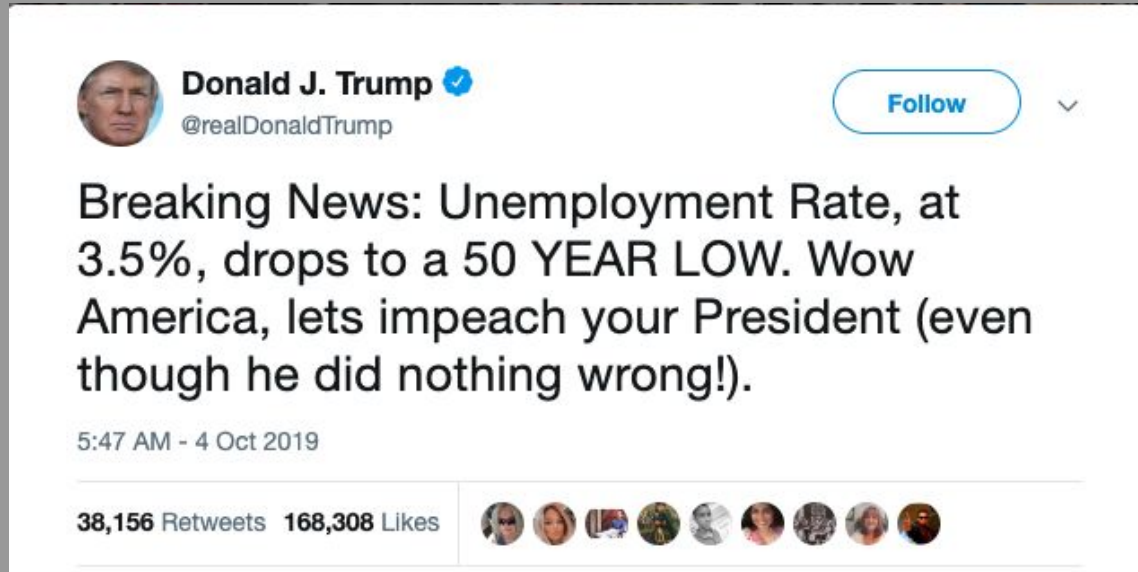 Donald J. Trump
@realDonaldTrump
Follow
Breaking News: Unemployment Rate, at
3.5%, drops to a 50 YEAR LOW. Wow
America, lets impeach your President (even
though he did nothing wrong!).
5:47 AM - 4 Oct 2019
38,156 Retweets 168,308 Likes